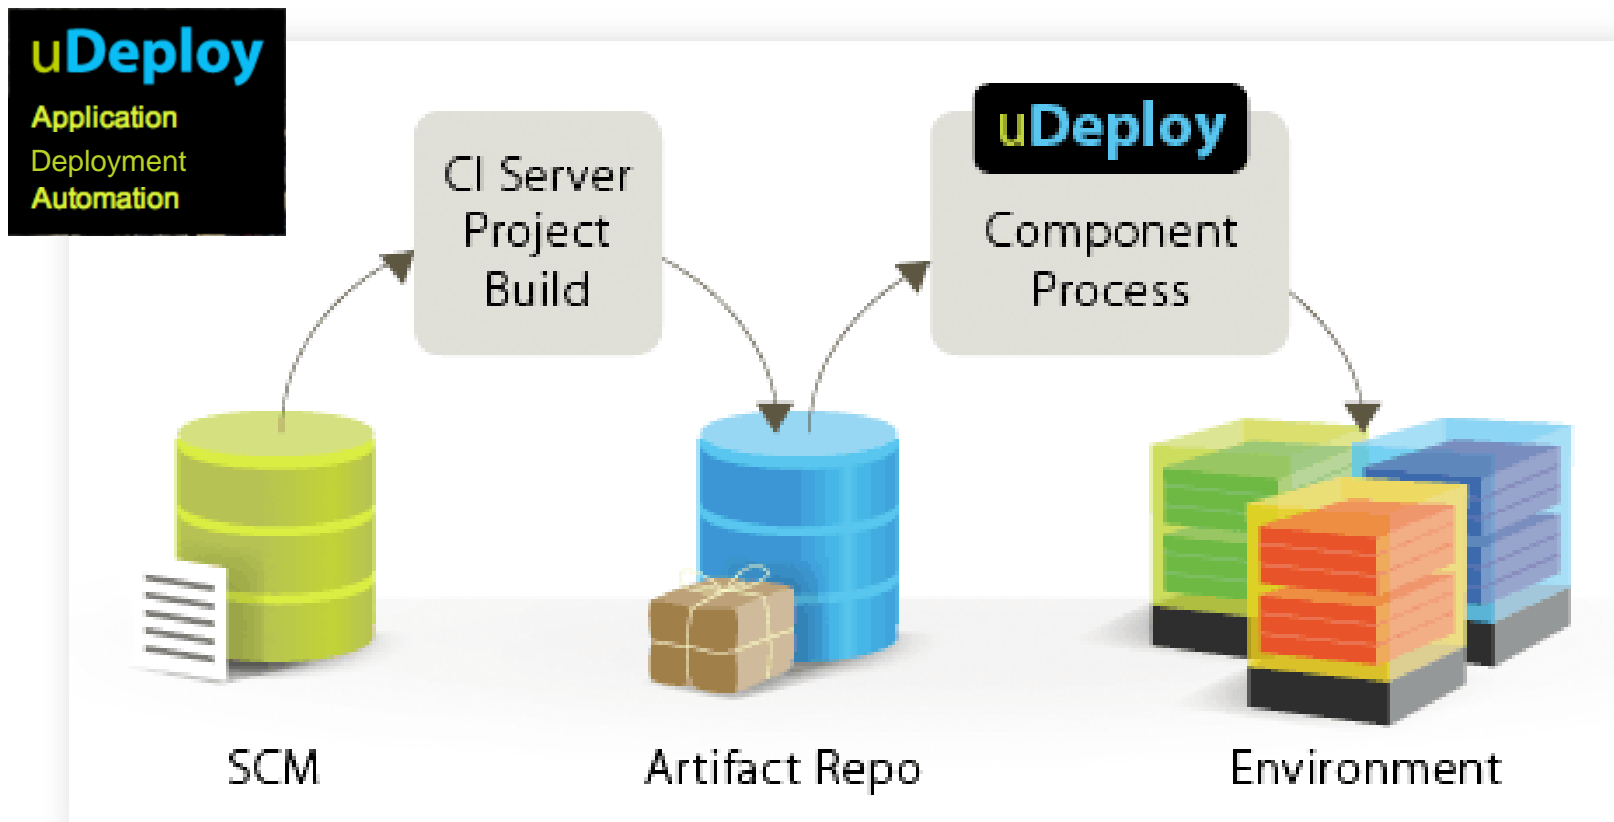 uDeploy
Application
Deployment
Automation
CI Server
Project
Build
uDeploy
Component
Process
SCM
Artifact Repo
Environment